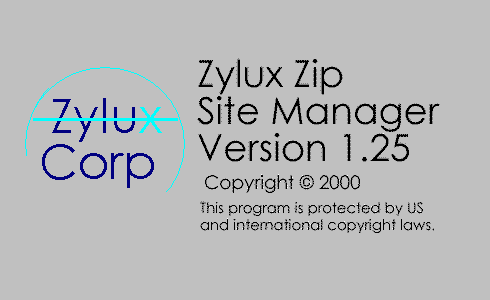 Zylux
Corp
Zylux Zip
Site Manager
Version 1.25
Copyright © 2000
This program is protected by US
and international copyright laws.